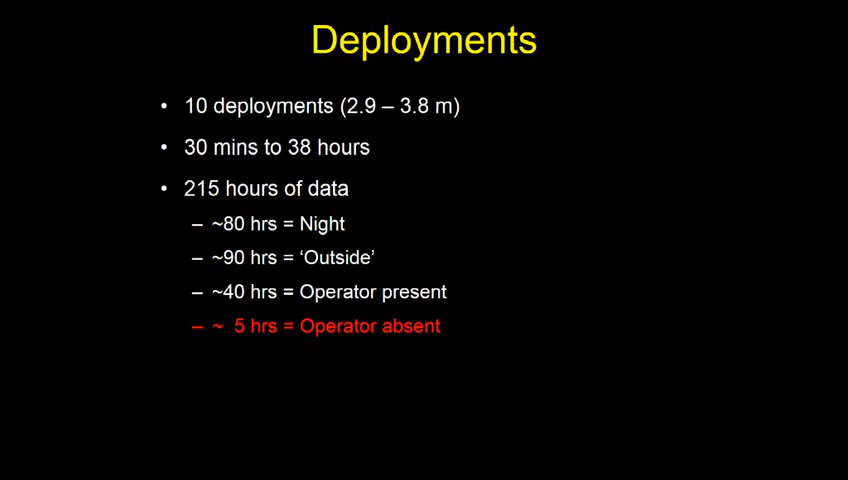 Deployments
• 10 deployments (2.9 – 3.8 m)
• 30 mins to 38 hours
• 215 hours of data
– ~80 hrs = Night
– ~90 hrs = ‘Outside’
– ~40 hrs = Operator present
– ~ 5 hrs = Operator absent